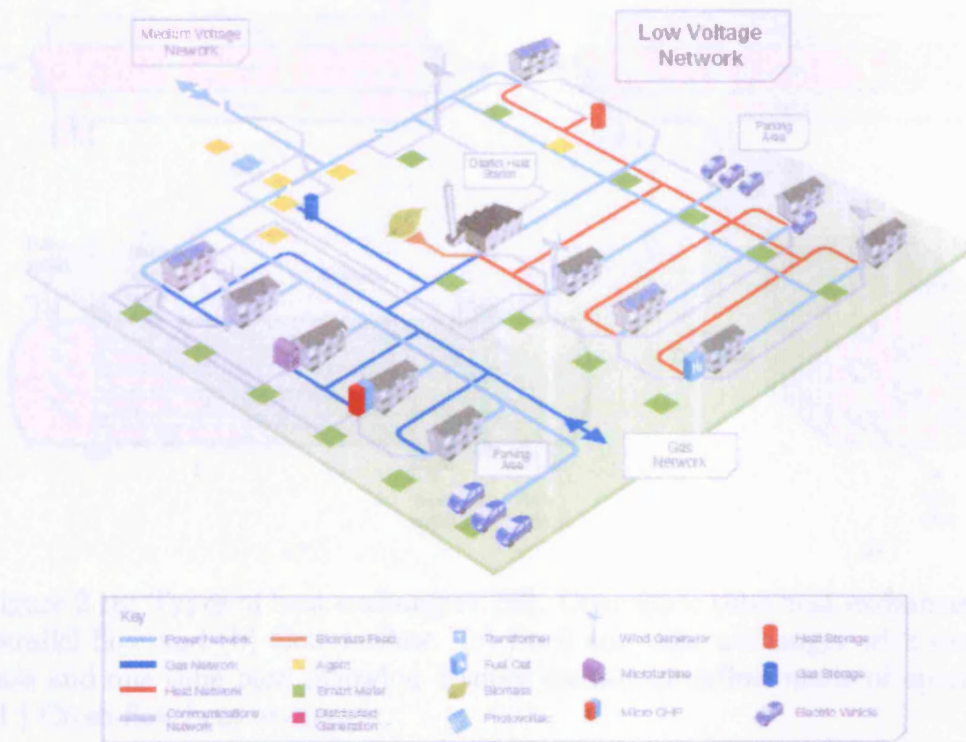 Medium Voltage
Network
Low Voltage
Network
Parking
Area
District Heat
Station
Parking
Area
Gas
Network
Key
Power Network
Gas Network
Heat Network
Communications
Network
Biomass Feed
Agent
Smart Meter
Distributed
Generation
Transformer
Fuel Cell
Biomass
Photovoltaic
Wind Generator
Microturbine
Micro CHP
Heat Storage
Gas Storage
Electric Vehicle